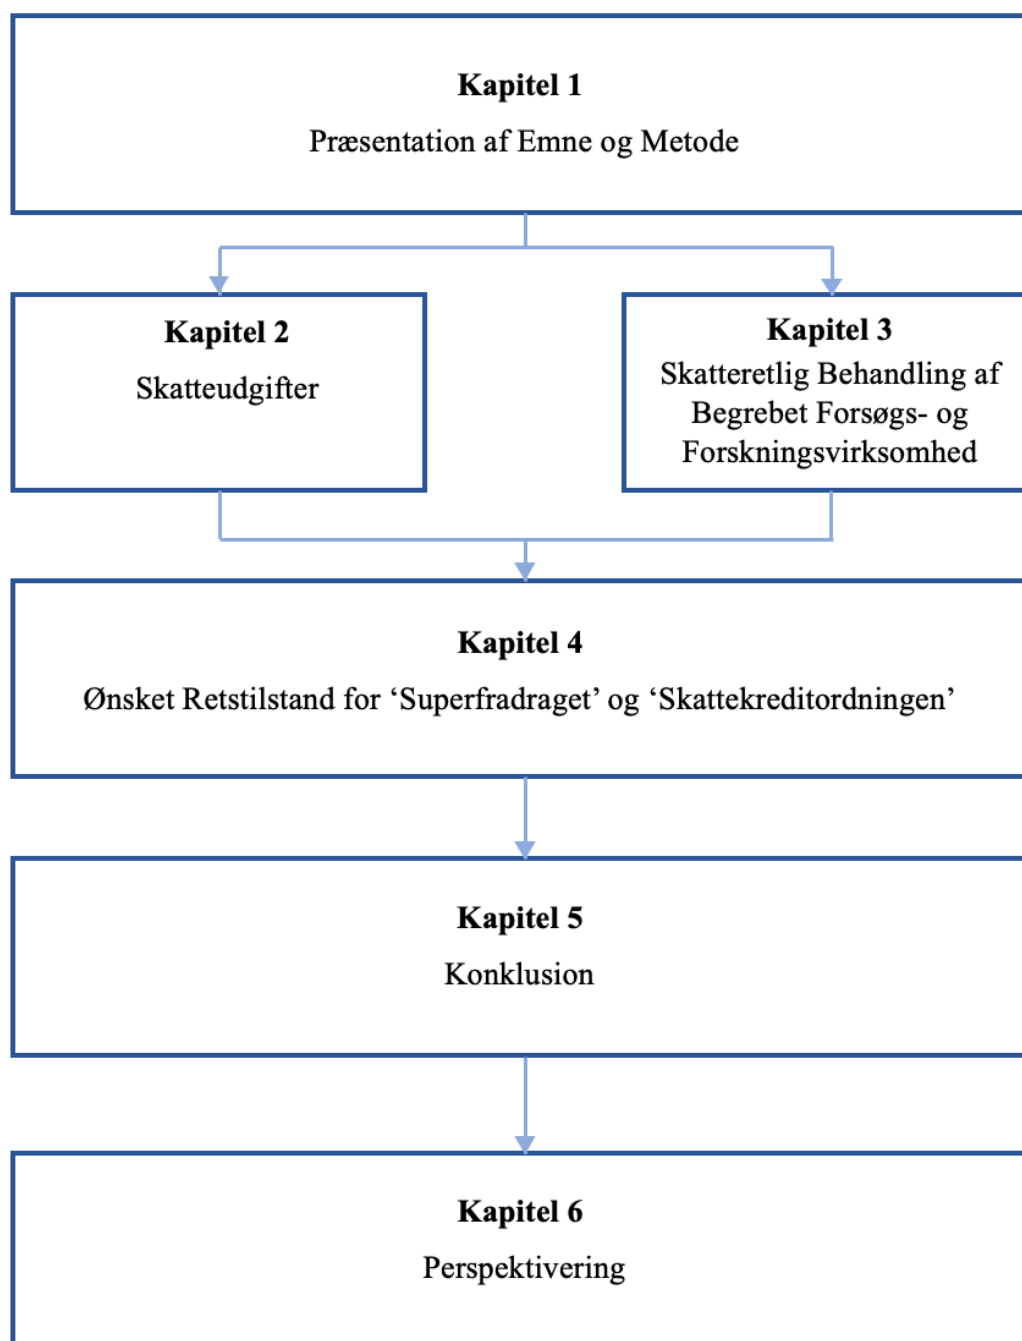 Kapitel 1
Præsentation af Emne og Metode
Kapitel 2
Skatteudgifter
Kapitel 3
Skatteretlig Behandling af
Begrebet Forsøgs- og
Forskningsvirksomhed
Kapitel 4
Ønsket Retstilstand for ‘Superfradraget’ og ‘Skattekreditordningen’
Kapitel 5
Konklusion
Kapitel 6
Perspektivering